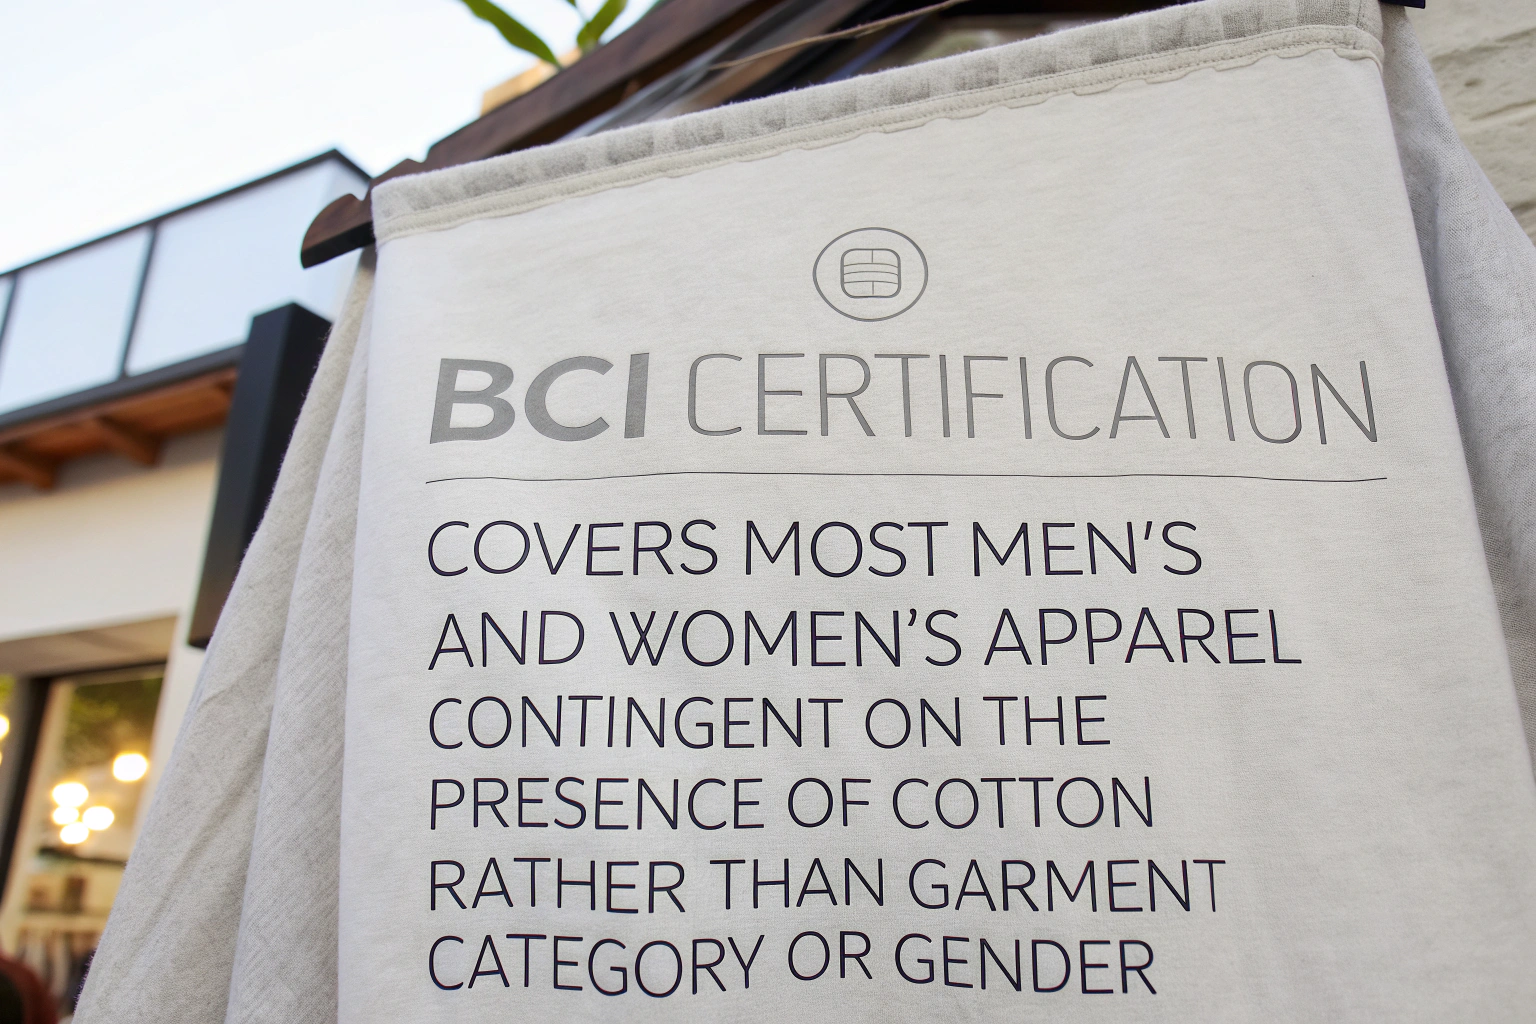 BCI CERTIFICATION
COVERS MOST MEN'S
AND WOMEN'S APPAREL
CONTINGENT ON THE
PRESENCE OF COTTON
RATHER THAN GARMENT
CATEGORY OR GENDER